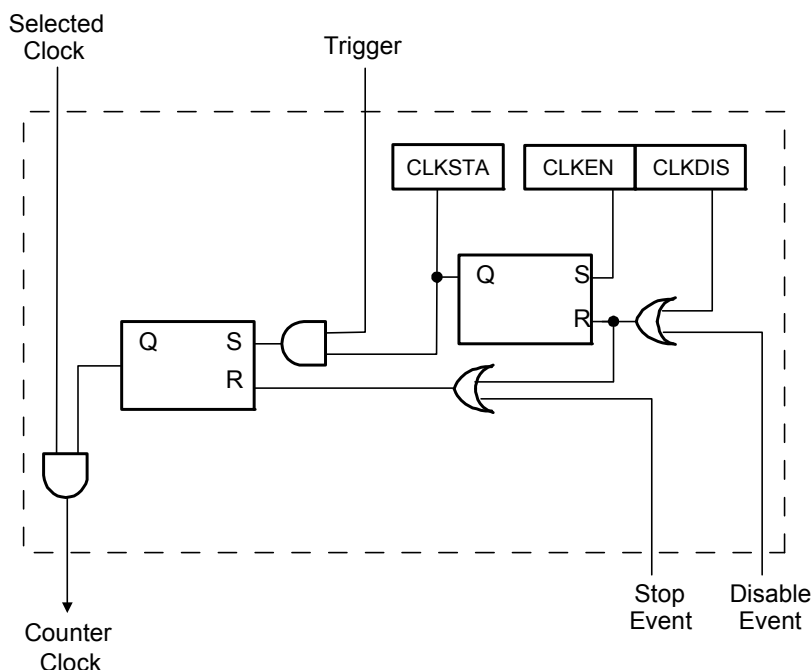 Selected
Clock
Trigger
CLKSTA
CLKEN
CLKDIS
Q
S
R
Q
S
R
Stop
Event
Disable
Event
Counter
Clock